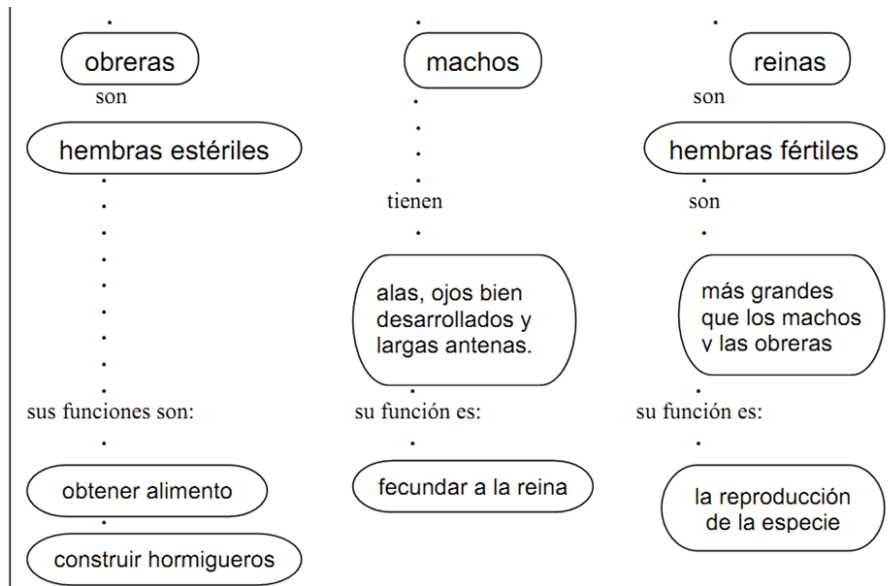 obreras
son
hembras estériles
sus funciones son:
obtener alimento
construir hormigueros
machos
tienen
alas, ojos bien
desarrollados y
largas antenas.
su función es:
fecundar a la reina
reinas
son
hembras fértiles
son
más grandes
que los machos
y las obreras
su función es:
la reproducción
de la especie